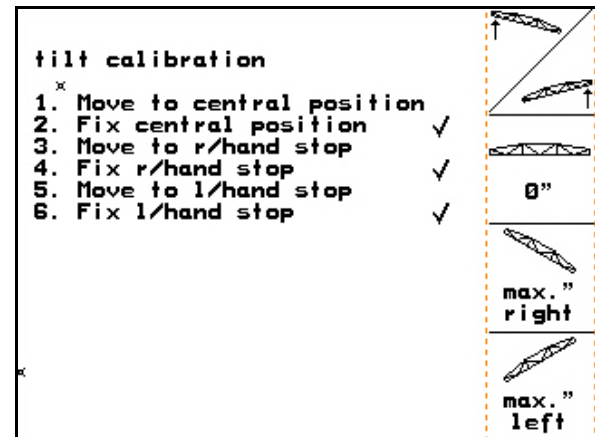 tilt calibration
1. Move to central position
2. Fix central position ✓
3. Move to r/hand stop
4. Fix r/hand stop ✓
5. Move to l/hand stop
6. Fix l/hand stop ✓
0”
max.”
right
max.”
left